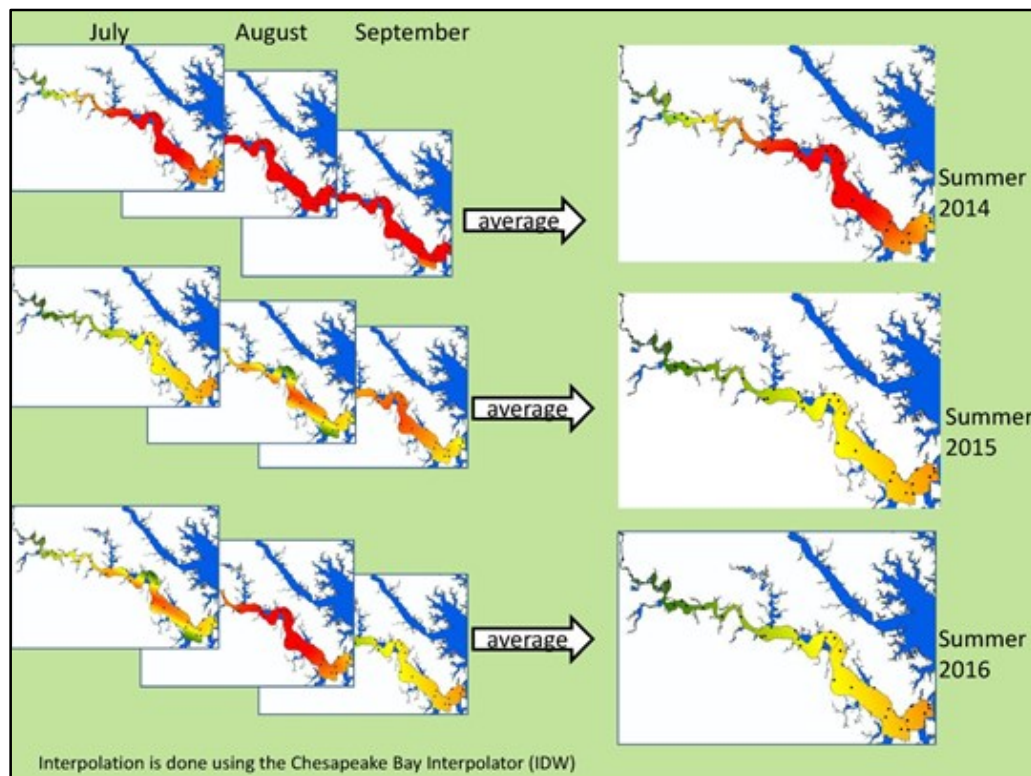 July
August
September
average
Summer
2014
average
Summer
2015
average
Summer
2016
Interpolation is done using the Chesapeake Bay Interpolator (IDW)